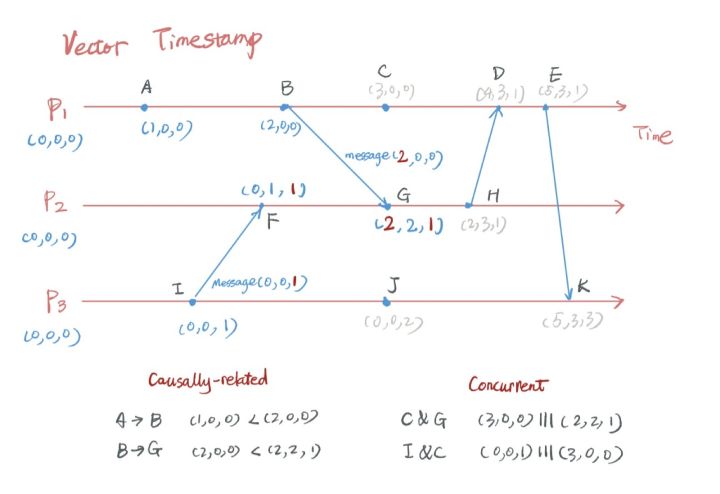 Vector Timestamp
A
B
C
(3,0,0)
D
(4,3,1)
E
(5,3,1)
P1
(0,0,0)
(1,0,0)
(2,0,0)
Time
message(2,0,0)
P2
(0,0,0)
(0,1,1)
F
G
(2,2,1)
H
(2,3,1)
Message(0,0,1)
P3
(0,0,0)
I
(0,0,1)
J
(0,0,2)
K
(5,3,3)
Causally-related
A→B (1,0,0) < (2,0,0)
B→G (2,0,0) < (2,2,1)
Concurrent
C & G (3,0,0) ||| (2,2,1)
I & C (0,0,1) ||| (3,0,0)